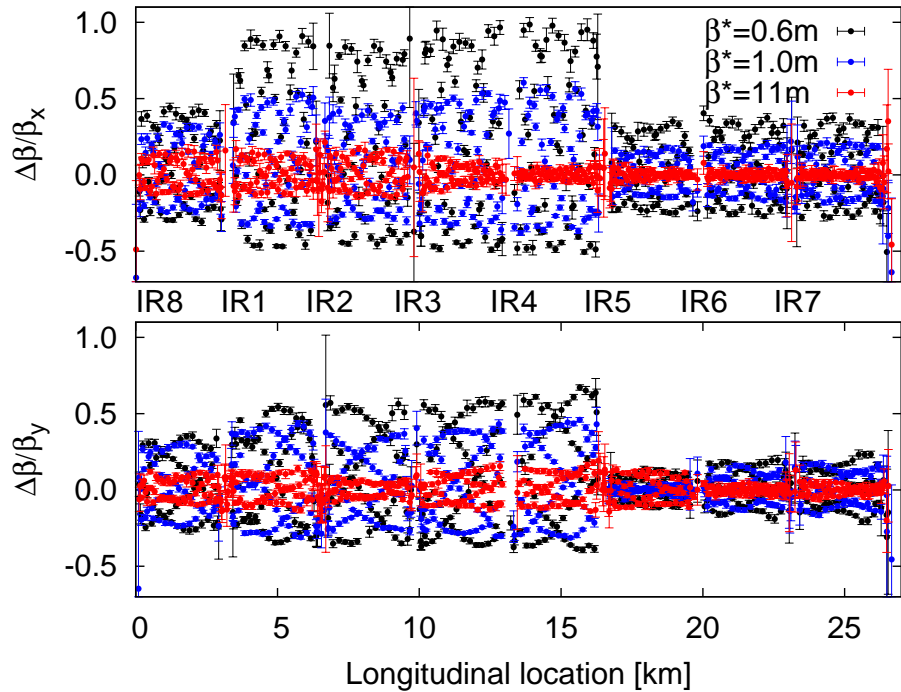 1.0
0.5
0.0
-0.5
Δβ/βx
β*=0.6m
β*=1.0m
β*=11m
IR8 IR1 IR2 IR3 IR4 IR5 IR6 IR7
1.0
0.5
0.0
-0.5
Δβ/βy
0 5 10 15 20 25
Longitudinal location [km]